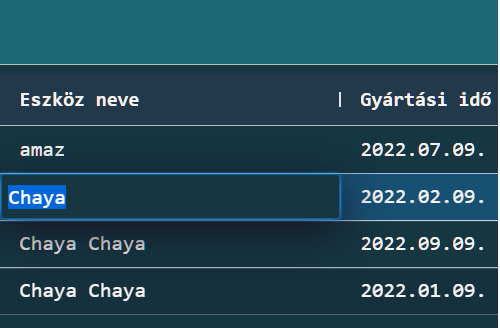 Eszköz neve | Gyártási idő
amaz 2022.07.09.
Chaya 2022.02.09.
Chaya Chaya 2022.09.09.
Chaya Chaya 2022.01.09.